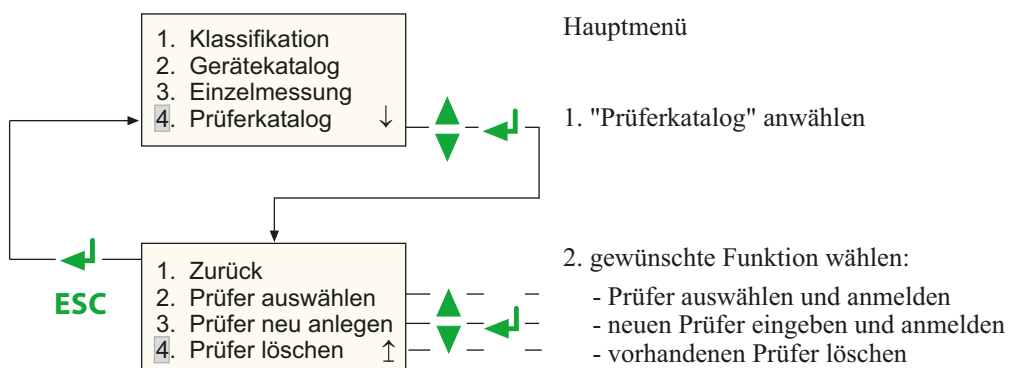 1. Klassifikation
2. Gerätekatalog
3. Einzelmessung
4. Prüferkatalog ↓
Hauptmenü
1. "Prüferkatalog" anwählen
ESC
1. Zurück
2. Prüfer auswählen
3. Prüfer neu anlegen
4. Prüfer löschen ↑
2. gewünschte Funktion wählen:
- Prüfer auswählen und anmelden
- neuen Prüfer eingeben und anmelden
- vorhandenen Prüfer löschen